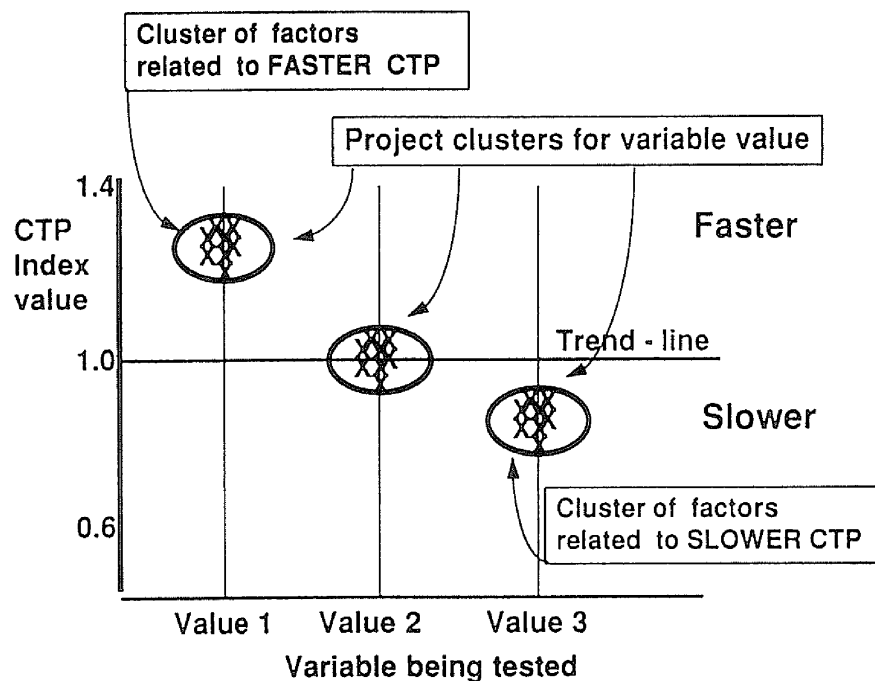 Cluster of factors
related to FASTER CTP
Project clusters for variable value
1.4
CTP
Index
value
Faster
Trend - line
1.0
Slower
0.6
Cluster of factors
related to SLOWER CTP
Value 1 Value 2 Value 3
Variable being tested